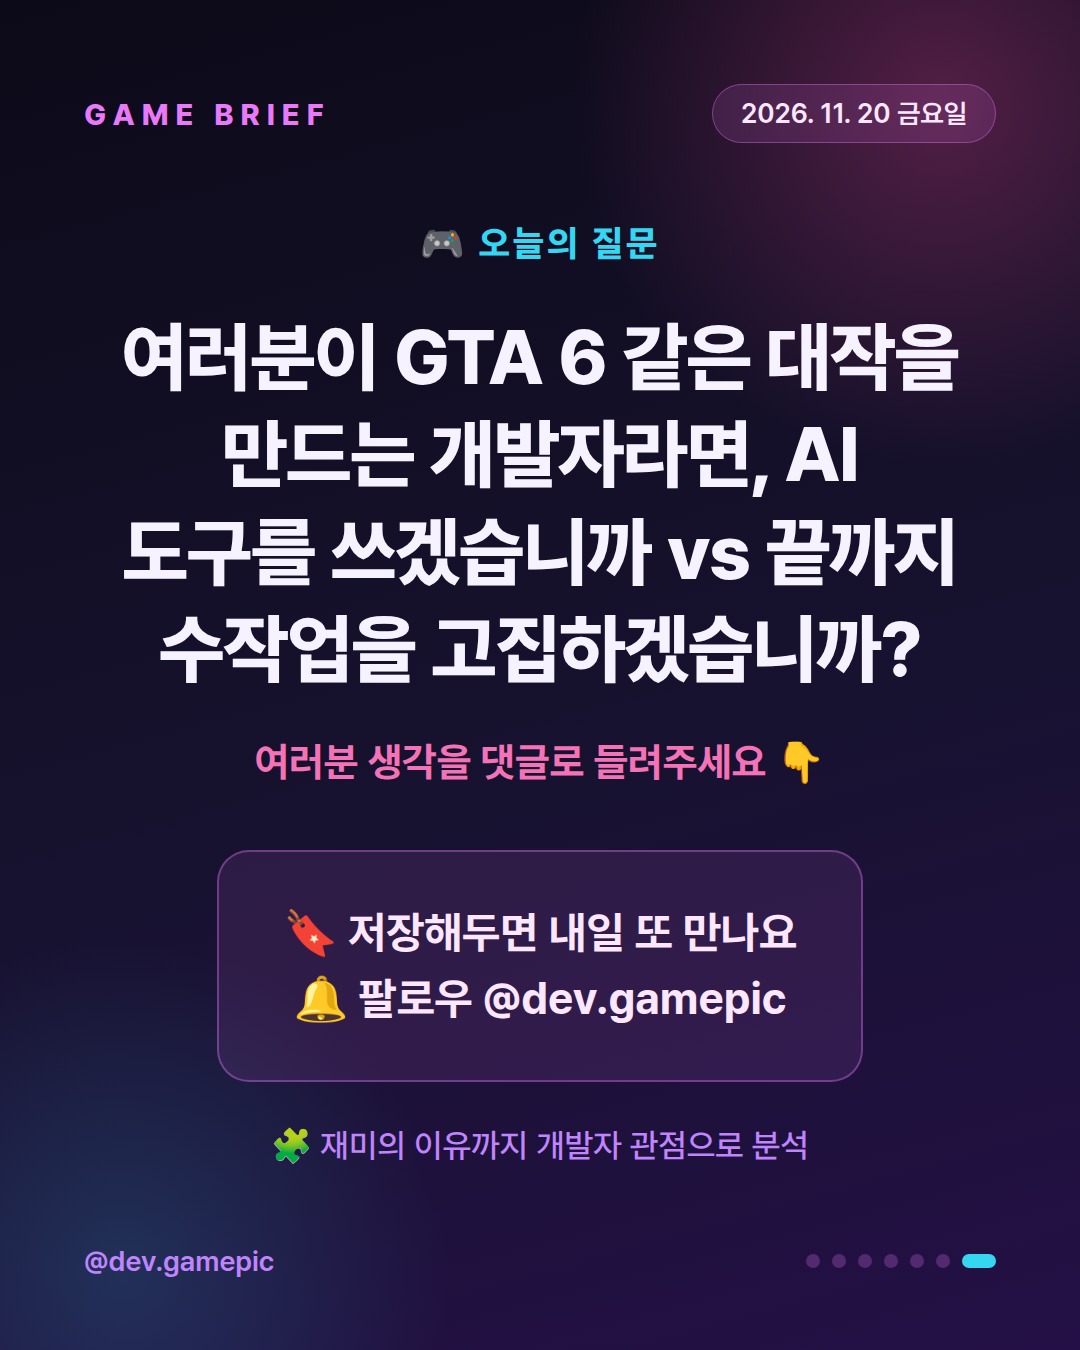 GAME BRIEF
2026. 11. 20 금요일
🎮 오늘의 질문
여러분이 GTA 6 같은 대작을
만드는 개발자라면, AI
도구를 쓰겠습니까 vs 끝까지
수작업을 고집하겠습니까?
여러분 생각을 댓글로 들려주세요 👇
🔖 저장해두면 내일 또 만나요
🔔 팔로우 @dev.gamepic
🧩 재미의 이유까지 개발자 관점으로 분석
@dev.gamepic